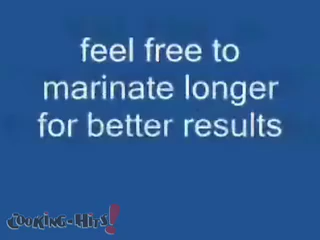 feel free to
marinate longer
for better results
Cooking-Hits!